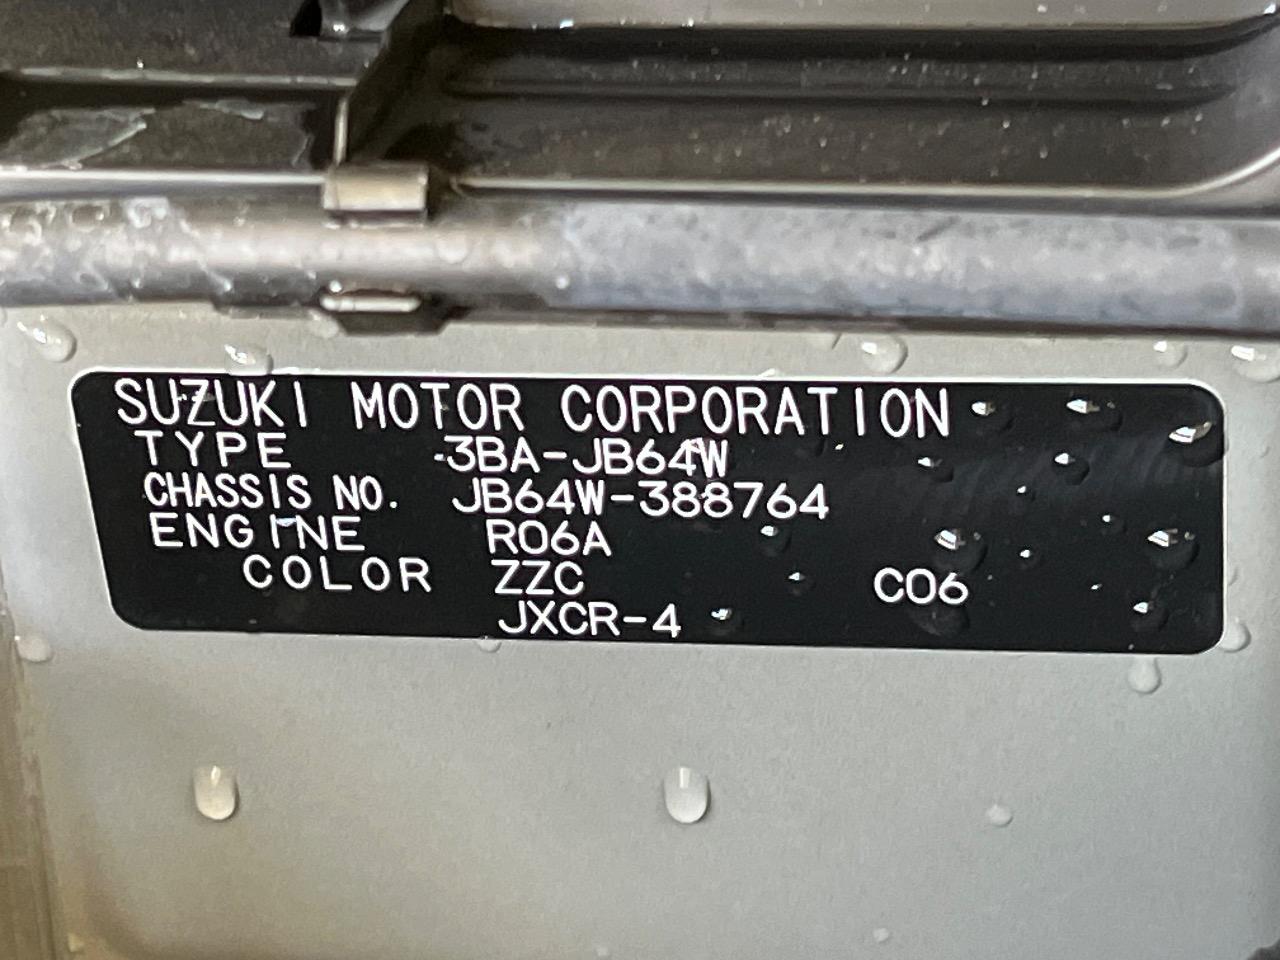 SUZUKI MOTOR CORPORATION
TYPE 3BA-JB64W
CHASSIS NO. JB64W-388764
ENGINE R06A
COLOR ZZC C06
JXCR-4